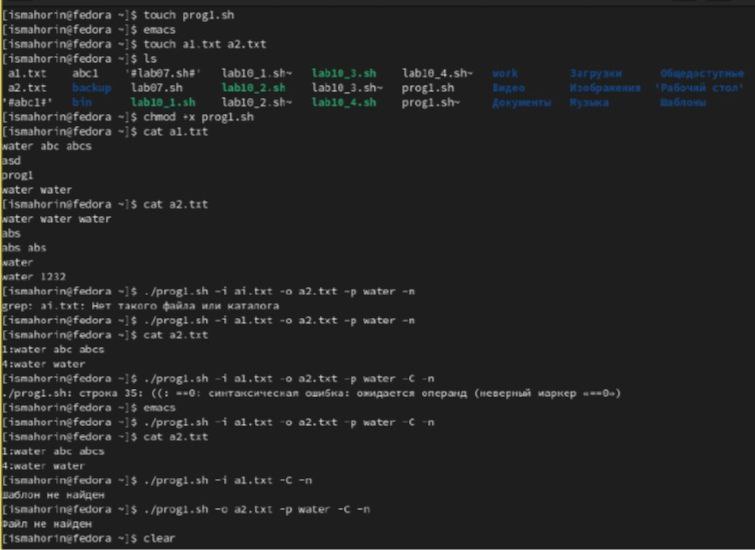 [ismahorin@fedora ~]$ touch prog1.sh
[ismahorin@fedora ~]$ emacs
[ismahorin@fedora ~]$ touch a1.txt a2.txt
[ismahorin@fedora ~]$ ls
a1.txt abc1 '#lab07.sh#' lab10_1.sh~ lab10_3.sh lab10_4.sh~ work Загрузки Общедоступные
a2.txt backup lab07.sh lab10_2.sh lab10_3.sh~ prog1.sh Видео Изображения 'Рабочий стол'
'#abc1#' bin lab10_1.sh lab10_2.sh~ lab10_4.sh prog1.sh~ Документы Музыка Шаблоны
[ismahorin@fedora ~]$ chmod +x prog1.sh
[ismahorin@fedora ~]$ cat a1.txt
water abc abcs
asd
prog1
water water
[ismahorin@fedora ~]$ cat a2.txt
water water water
abs
abs abs
water
water 1232
[ismahorin@fedora ~]$ ./prog1.sh -i ai.txt -o a2.txt -p water -n
grep: ai.txt: Нет такого файла или каталога
[ismahorin@fedora ~]$ ./prog1.sh -i a1.txt -o a2.txt -p water -n
[ismahorin@fedora ~]$ cat a2.txt
1:water abc abcs
4:water water
[ismahorin@fedora ~]$ ./prog1.sh -i a1.txt -o a2.txt -p water -C -n
./prog1.sh: строка 35: ((: ==0: синтаксическая ошибка: ожидается операнд (неверный маркер «==0»)
[ismahorin@fedora ~]$ emacs
[ismahorin@fedora ~]$ ./prog1.sh -i a1.txt -o a2.txt -p water -C -n
[ismahorin@fedora ~]$ cat a2.txt
1:water abc abcs
4:water water
[ismahorin@fedora ~]$ ./prog1.sh -i a1.txt -C -n
Шаблон не найден
[ismahorin@fedora ~]$ ./prog1.sh -o a2.txt -p water -C -n
Файл не найден
[ismahorin@fedora ~]$ clear